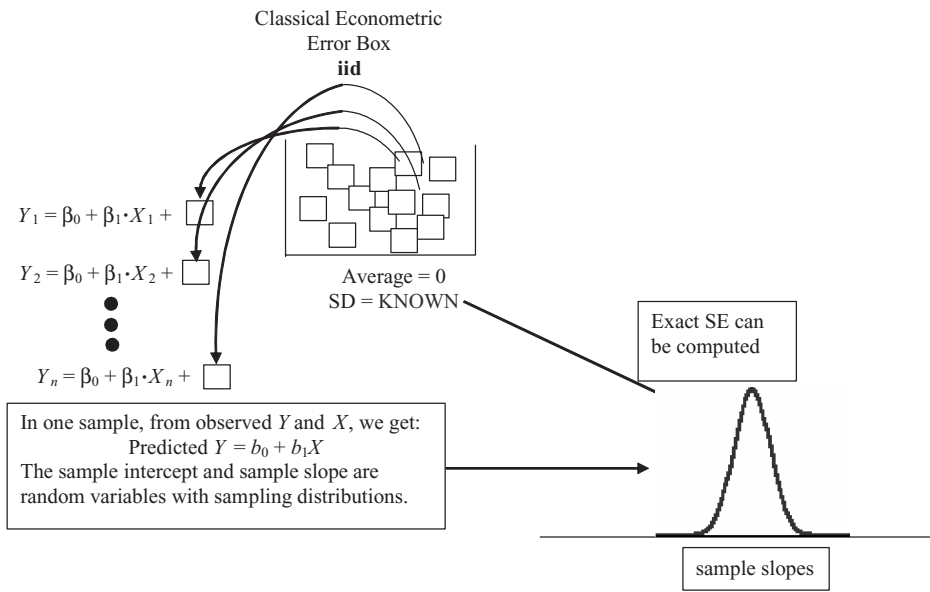 Classical Econometric
Error Box
iid
Y₁ = β₀ + β₁·X₁ +
Y₂ = β₀ + β₁·X₂ +
Yₙ = β₀ + β₁·Xₙ +
Average = 0
SD = KNOWN
Exact SE can
be computed
In one sample, from observed Y and X, we get:
Predicted Y = b₀ + b₁X
The sample intercept and sample slope are
random variables with sampling distributions.
sample slopes